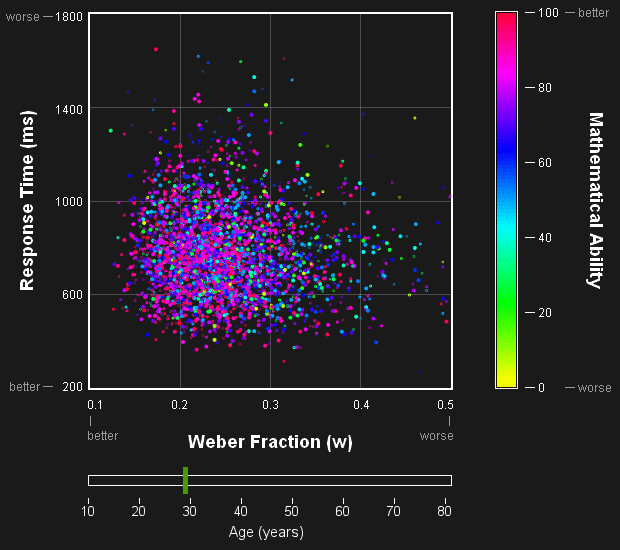 worse
1800
1400
1000
600
better
200
Response Time (ms)
0.1
0.2
0.3
0.4
0.5
better
worse
Weber Fraction (w)
10
20
30
40
50
60
70
80
Age (years)
100
better
80
60
40
20
0
worse
Mathematical Ability